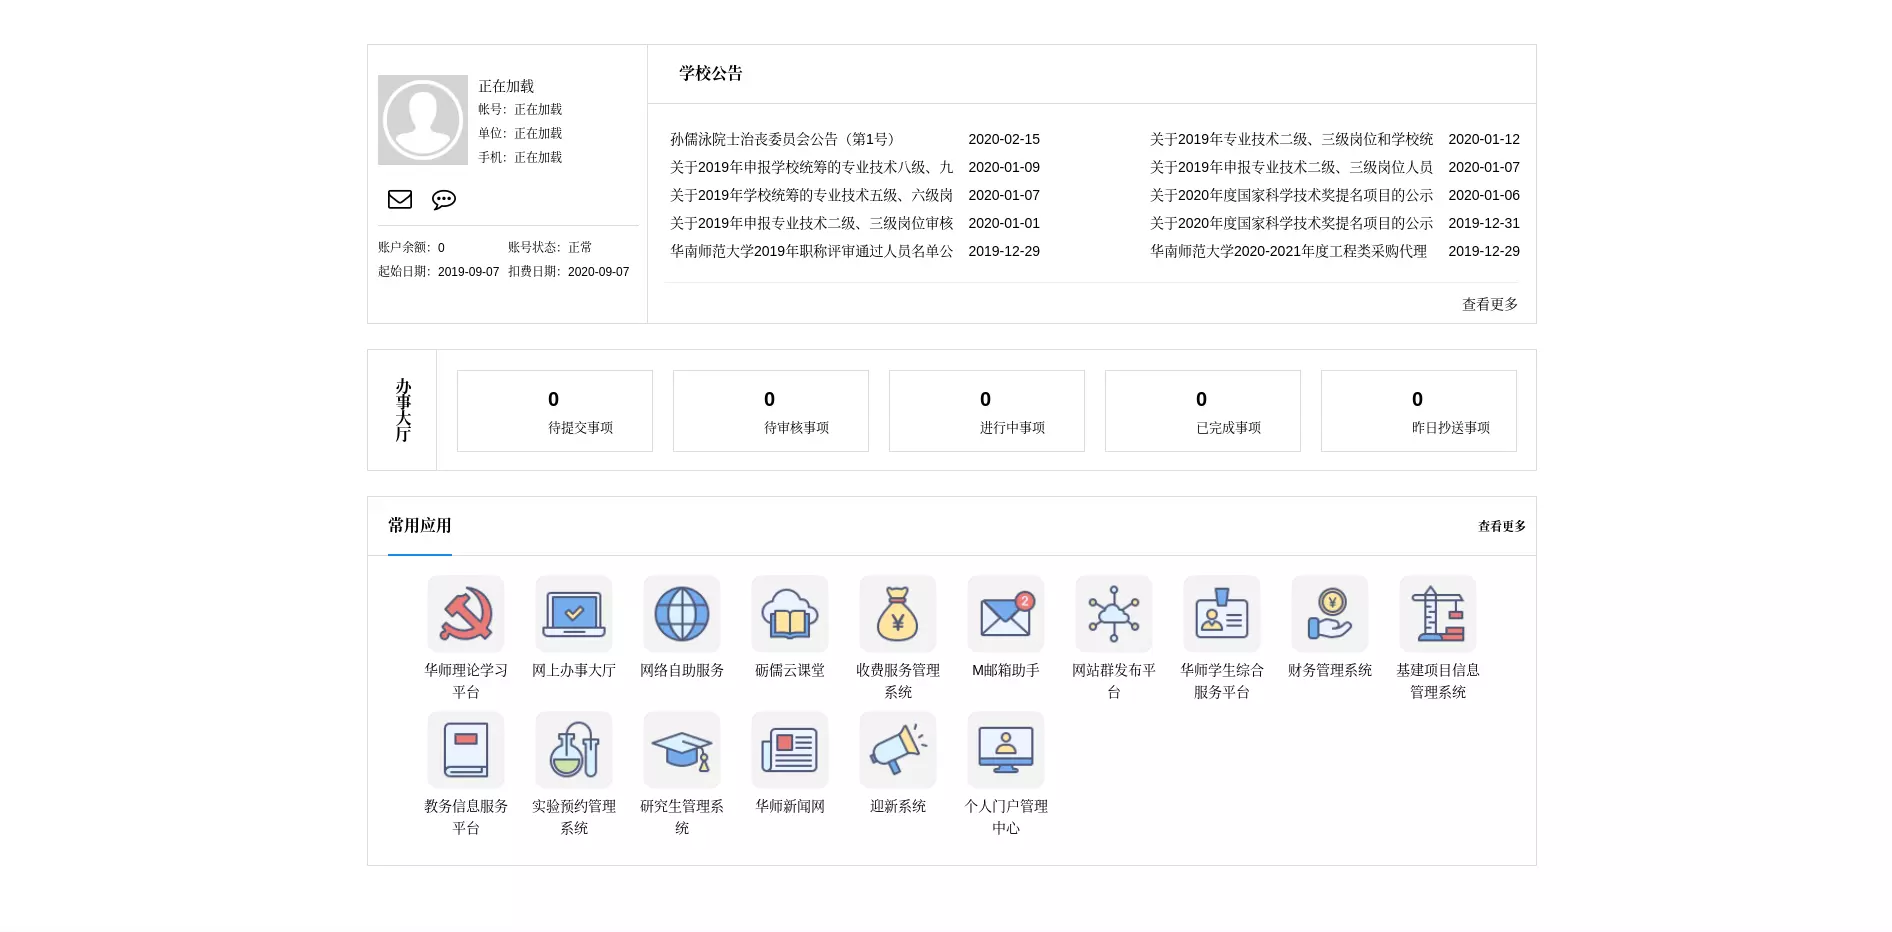 正在加载
帐号：正在加载
单位：正在加载
手机：正在加载
账户余额：0 账号状态：正常
起始日期：2019-09-07 扣费日期：2020-09-07
学校公告
孙儒泳院士治丧委员会公告（第1号） 2020-02-15
关于2019年专业技术二级、三级岗位和学校统 2020-01-12
关于2019年申报学校统筹的专业技术八级、九 2020-01-09
关于2019年申报专业技术二级、三级岗位人员 2020-01-07
关于2019年学校统筹的专业技术五级、六级岗 2020-01-07
关于2020年度国家科学技术奖提名项目的公示 2020-01-06
关于2019年申报专业技术二级、三级岗位审核 2020-01-01
关于2020年度国家科学技术奖提名项目的公示 2019-12-31
华南师范大学2019年职称评审通过人员名单公 2019-12-29
华南师范大学2020-2021年度工程类采购代理 2019-12-29
查看更多
办事大厅
0
待提交事项
0
待审核事项
0
进行中事项
0
已完成事项
0
昨日抄送事项
常用应用
查看更多
华师理论学习
平台
网上办事大厅
网络自助服务
砺儒云课堂
¥
收费服务管理
系统
2
M邮箱助手
网站群发布平
台
华师学生综合
服务平台
¥
财务管理系统
基建项目信息
管理系统
教务信息服务
平台
实验预约管理
系统
研究生管理系
统
华师新闻网
迎新系统
个人门户管理
中心